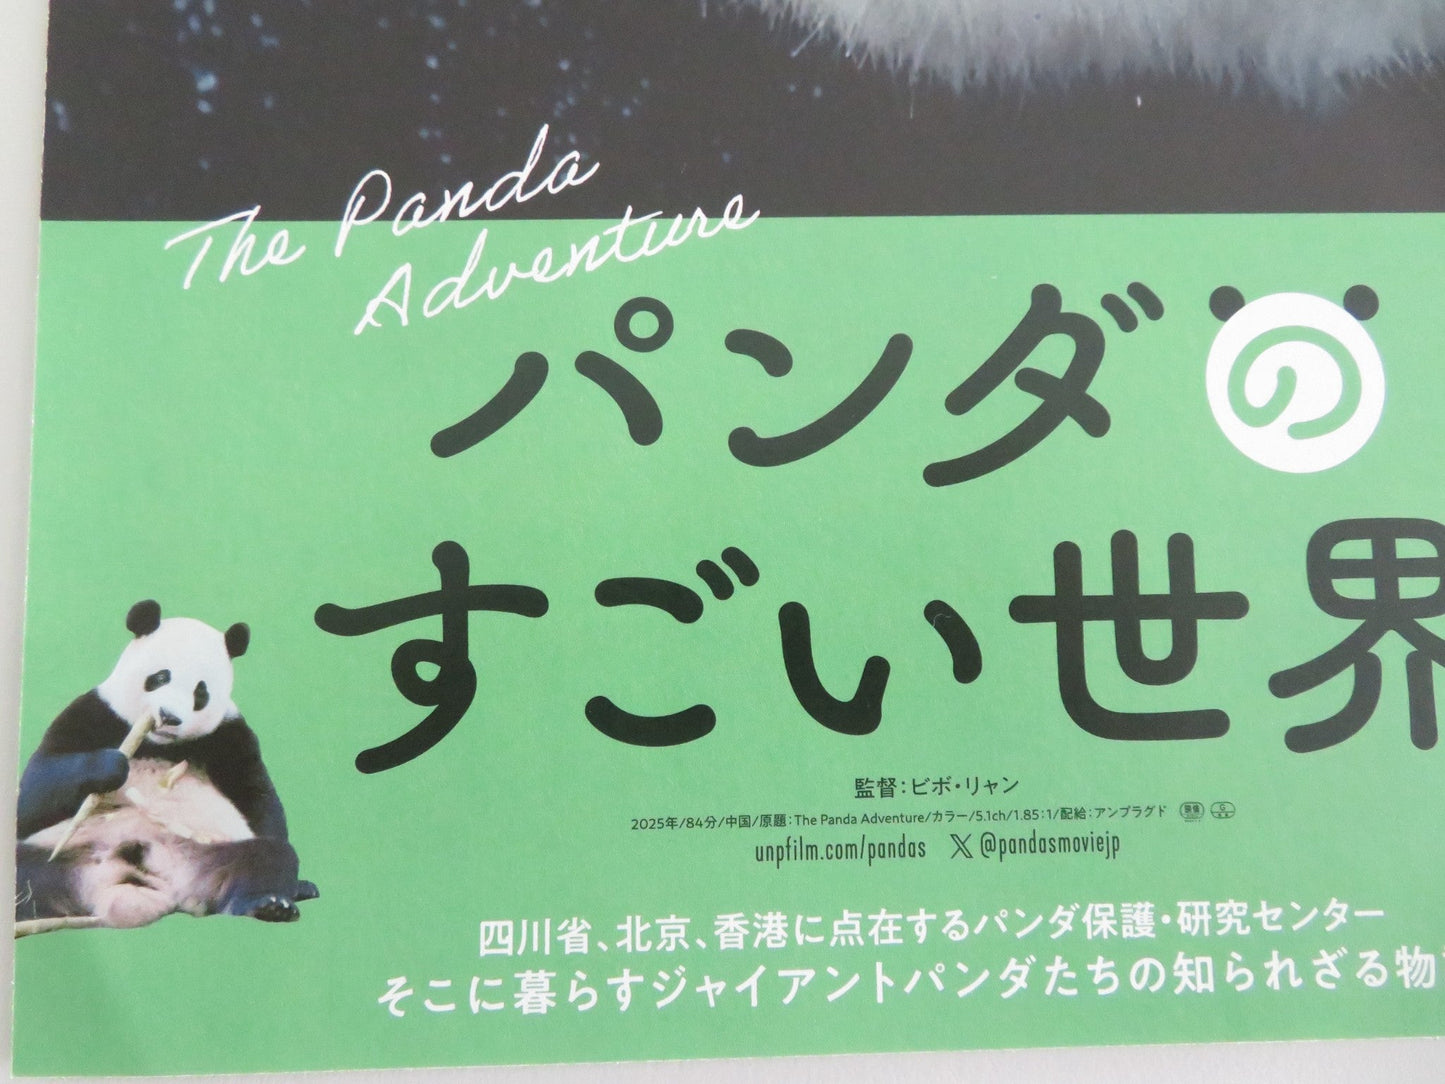 The Panda
Adventure
パンダの
すごい世界
監督：ビボ・リャン
2025年/84分/中国/原題：The Panda Adventure/カラー/5.1ch/1.85：1/配給：アンプラグド
unpfilm.com/pandas X @pandasmoviejp
四川省、北京、香港に点在するパンダ保護・研究センター
そこに暮らすジャイアントパンダたちの知られざる物